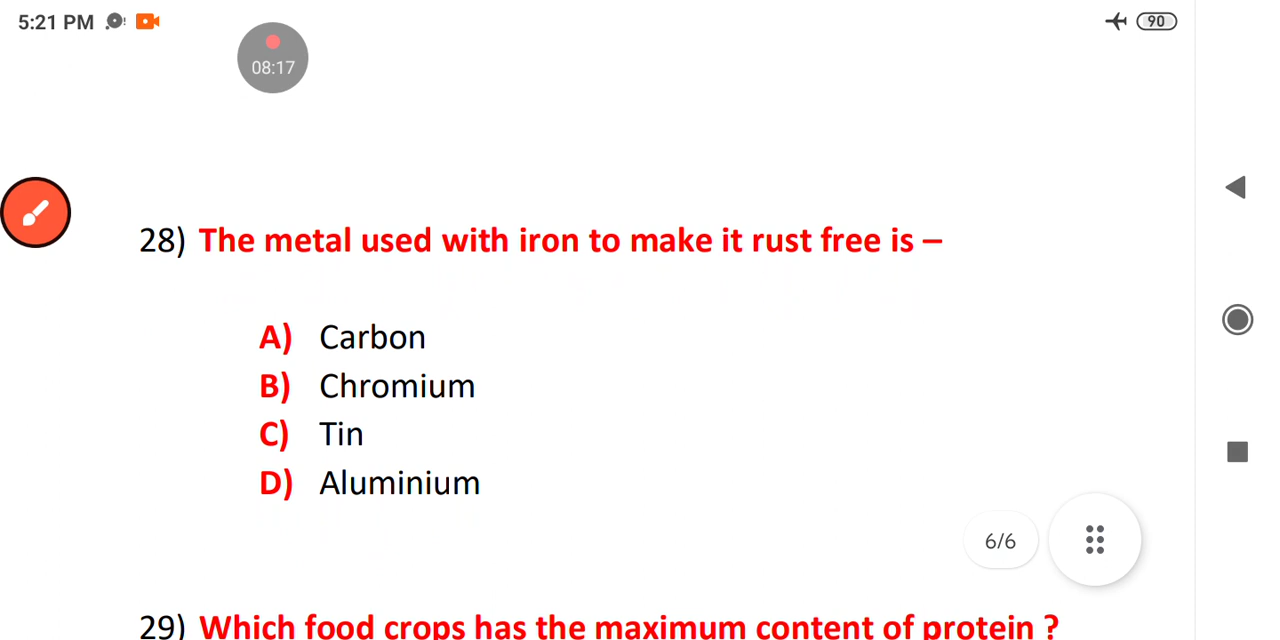 5:21 PM
90
08:17
28) The metal used with iron to make it rust free is –
A) Carbon
B) Chromium
C) Tin
D) Aluminium
6/6
29) Which food crops has the maximum content of protein ?